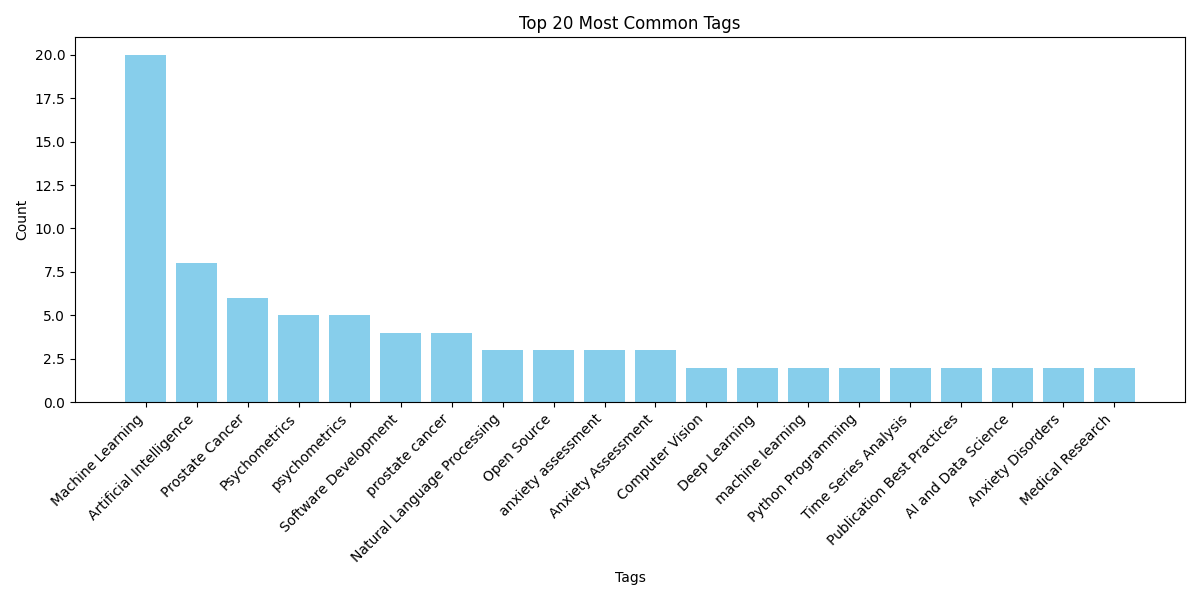 Top 20 Most Common Tags
20.0
17.5
15.0
12.5
10.0
7.5
5.0
2.5
0.0
Count
Machine Learning
Artificial Intelligence
Prostate Cancer
Psychometrics
psychometrics
Software Development
prostate cancer
Natural Language Processing
Open Source
anxiety assessment
Anxiety Assessment
Computer Vision
Deep Learning
machine learning
Python Programming
Time Series Analysis
Publication Best Practices
AI and Data Science
Anxiety Disorders
Medical Research
Tags